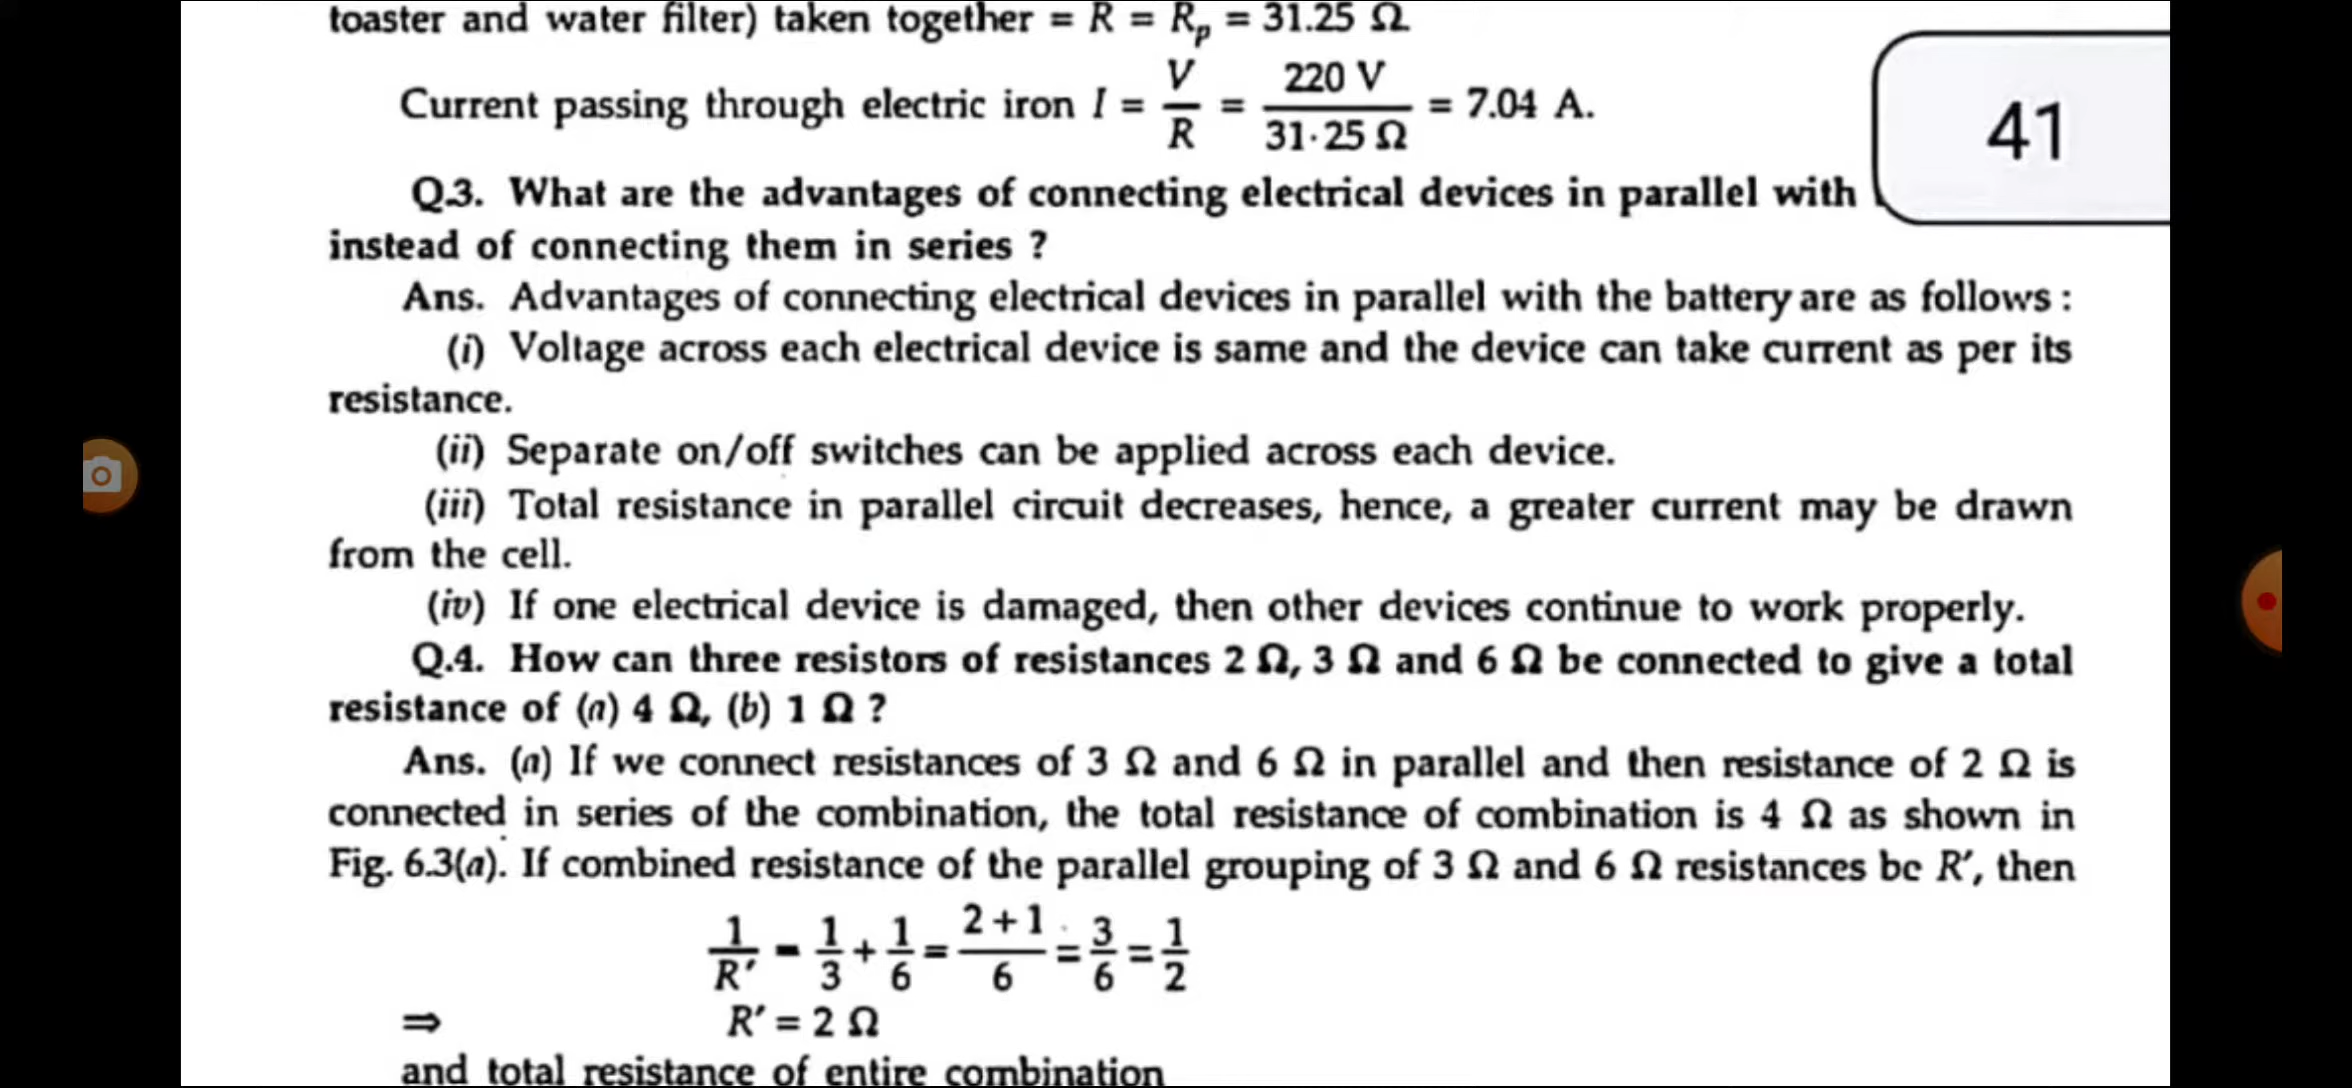 toaster and water filter) taken together = R = Rₚ = 31.25 Ω
Current passing through electric iron I = V/R = 220 V/31·25 Ω = 7.04 A.
41
Q.3. What are the advantages of connecting electrical devices in parallel with
instead of connecting them in series ?
Ans. Advantages of connecting electrical devices in parallel with the battery are as follows :
(i) Voltage across each electrical device is same and the device can take current as per its
resistance.
(ii) Separate on/off switches can be applied across each device.
(iii) Total resistance in parallel circuit decreases, hence, a greater current may be drawn
from the cell.
(iv) If one electrical device is damaged, then other devices continue to work properly.
Q.4. How can three resistors of resistances 2 Ω, 3 Ω and 6 Ω be connected to give a total
resistance of (a) 4 Ω, (b) 1 Ω ?
Ans. (a) If we connect resistances of 3 Ω and 6 Ω in parallel and then resistance of 2 Ω is
connected in series of the combination, the total resistance of combination is 4 Ω as shown in
Fig. 6.3(a). If combined resistance of the parallel grouping of 3 Ω and 6 Ω resistances be R′, then
1/R′ = 1/3 + 1/6 = 2+1/6 = 3/6 = 1/2
⇒ R′ = 2 Ω
and total resistance of entire combination